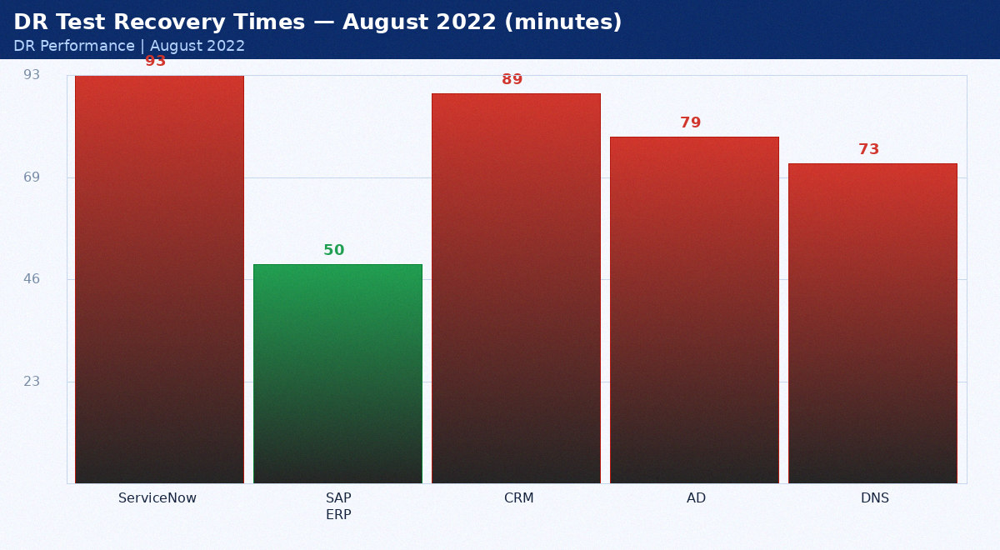 DR Test Recovery Times — August 2022 (minutes)
DR Performance | August 2022
93
93
89
79
73
69
50
46
23
ServiceNow
SAP
ERP
CRM
AD
DNS